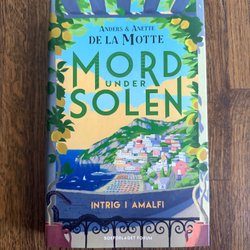 Anders & Anette
de la Motte
MORD
UNDER
SOLEN
INTRIG I AMALFI
BOKFÖRLAGET FORUM